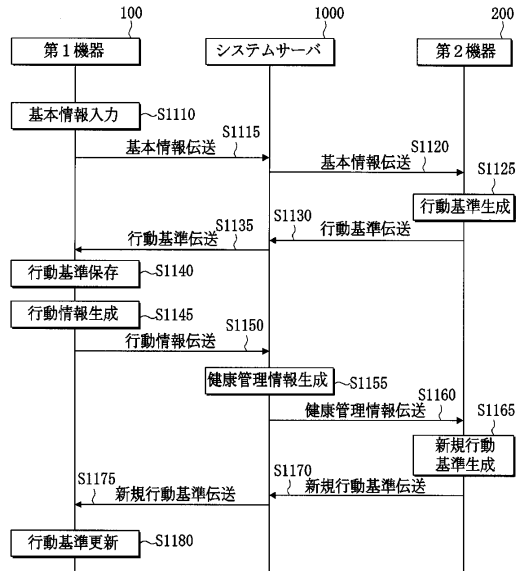 100
1000
200
第1機器
システムサーバ
第2機器
基本情報入力
S1110
基本情報伝送
S1115
基本情報伝送
S1120
S1125
行動基準生成
行動基準伝送
S1130
行動基準伝送
S1135
行動基準保存
S1140
行動情報生成
S1145
行動情報伝送
S1150
健康管理情報生成
S1155
健康管理情報伝送
S1160
S1165
新規行動
基準生成
新規行動基準伝送
S1170
新規行動基準伝送
S1175
行動基準更新
S1180